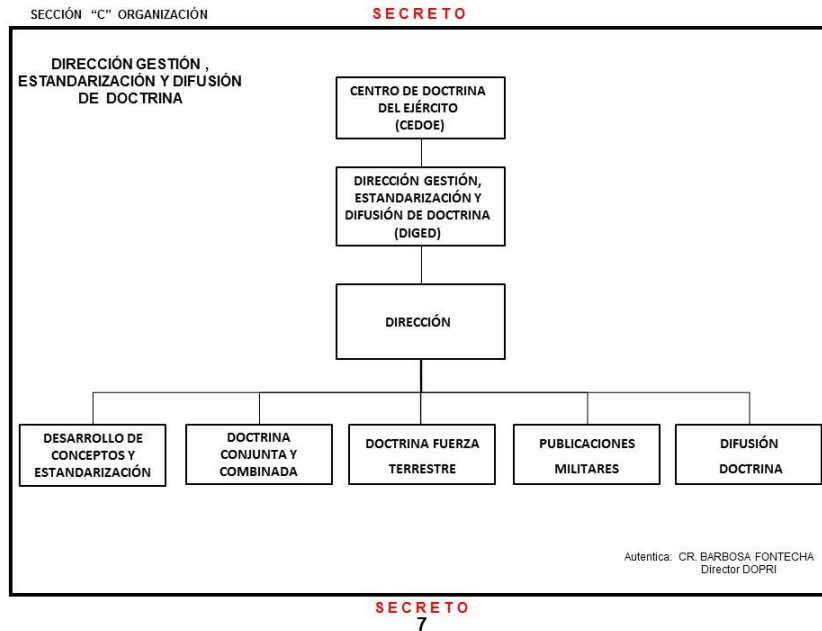 SECCIÓN “C” ORGANIZACIÓN
SECRETO
DIRECCIÓN GESTIÓN ,
ESTANDARIZACIÓN Y DIFUSIÓN
DE DOCTRINA
CENTRO DE DOCTRINA
DEL EJÉRCITO
(CEDOE)
DIRECCIÓN GESTIÓN,
ESTANDARIZACIÓN Y
DIFUSIÓN DE DOCTRINA
(DIGED)
DIRECCIÓN
DESARROLLO DE
CONCEPTOS Y
ESTANDARIZACIÓN
DOCTRINA
CONJUNTA Y
COMBINADA
DOCTRINA FUERZA
TERRESTRE
PUBLICACIONES
MILITARES
DIFUSIÓN
DOCTRINA
Autentica: CR. BARBOSA FONTECHA
Director DOPRI
SECRETO
7